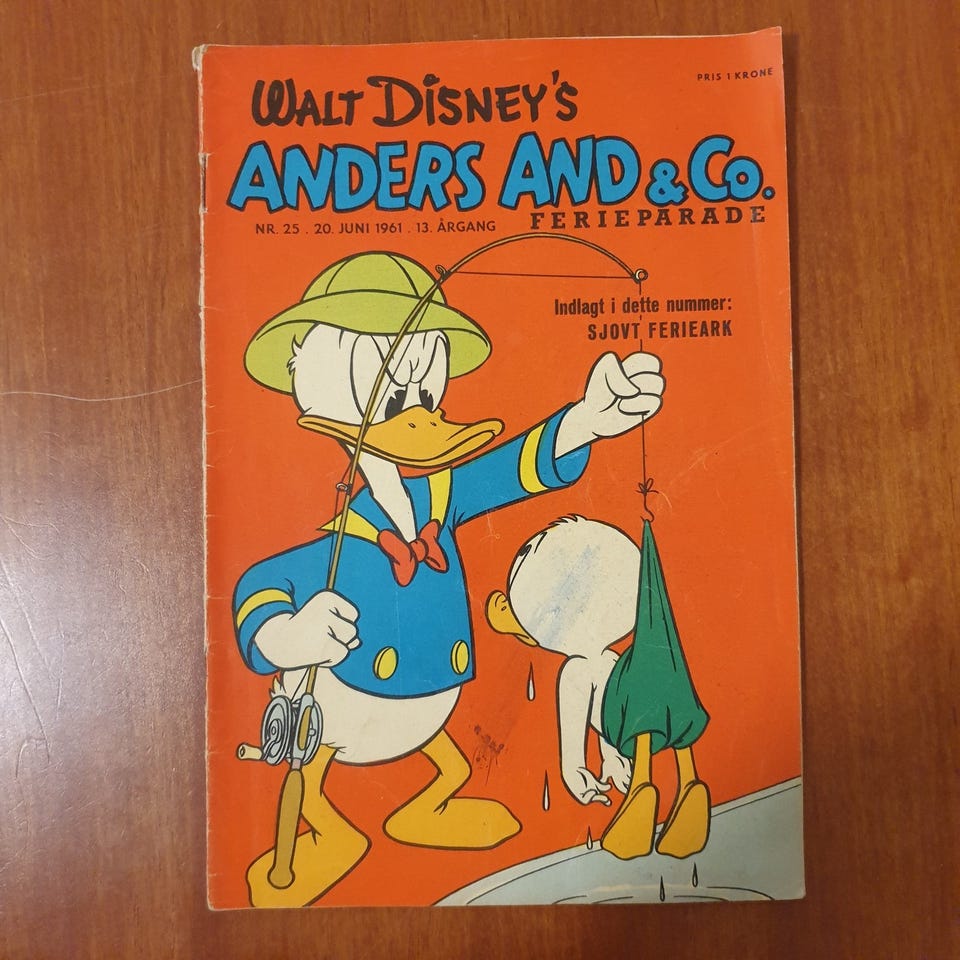 PRIS 1 KRONE
WALT DISNEY'S
ANDERS AND & Co.
FERIEPARADE
NR. 25 . 20. JUNI 1961 . 13. ÅRGANG
Indlagt i dette nummer:
SJOVT FERIEARK